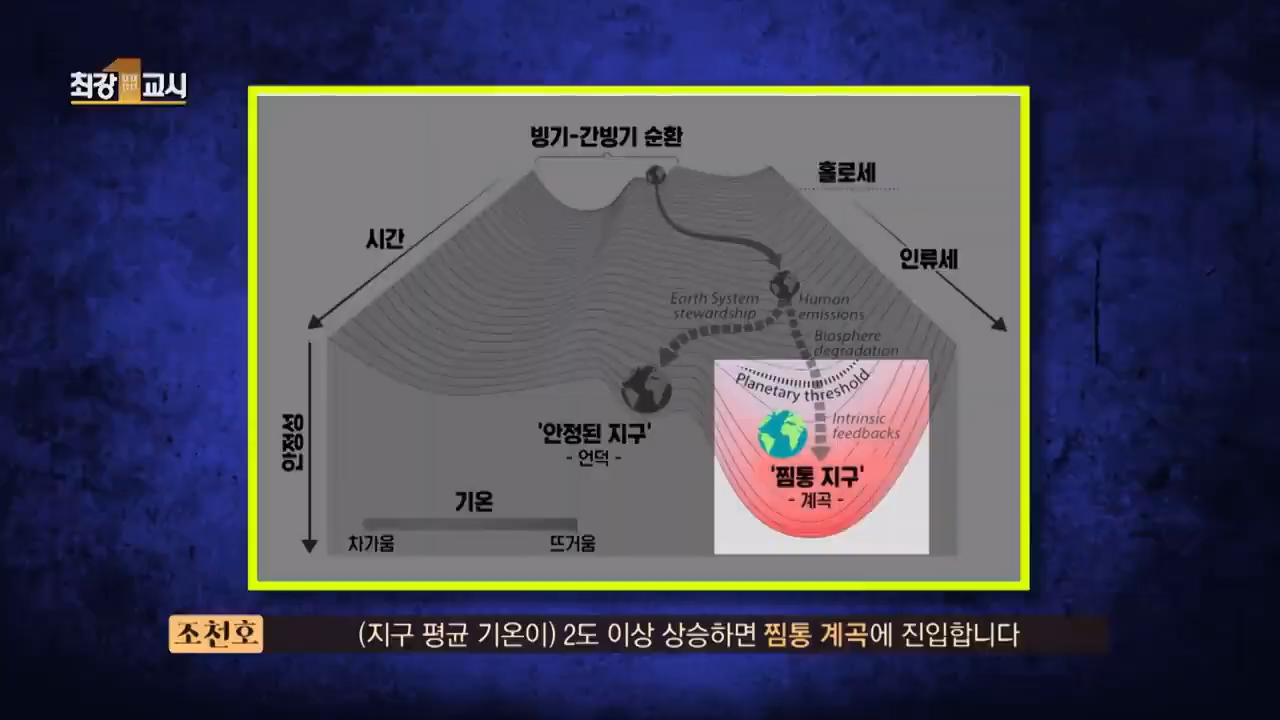 최강1교시
빙기-간빙기 순환
홀로세
시간
인류세
Earth System
stewardship
Human
emissions
Biosphere
degradation
Planetary threshold
Intrinsic
feedbacks
안정성
'안정된 지구'
- 언덕 -
'찜통 지구'
- 계곡 -
기온
차가움
뜨거움
조천호
(지구 평균 기온이) 2도 이상 상승하면 찜통 계곡에 진입합니다